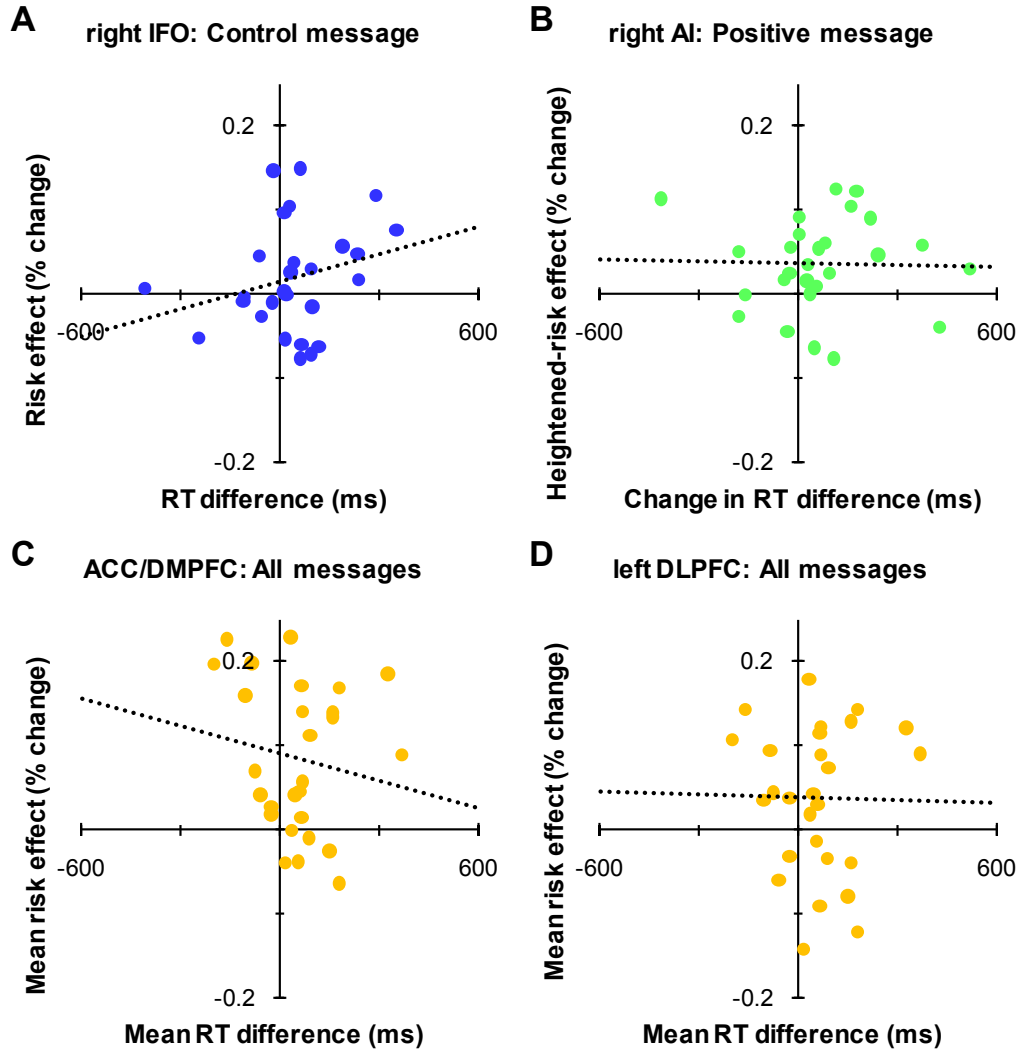 A
right IFO: Control message
0.2
-600
600
-0.2
Risk effect (% change)
RT difference (ms)
B
right AI: Positive message
0.2
-600
600
-0.2
Heightened-risk effect (% change)
Change in RT difference (ms)
C
ACC/DMPFC: All messages
0.2
-600
600
-0.2
Mean risk effect (% change)
Mean RT difference (ms)
D
left DLPFC: All messages
0.2
-600
600
-0.2
Mean risk effect (% change)
Mean RT difference (ms)